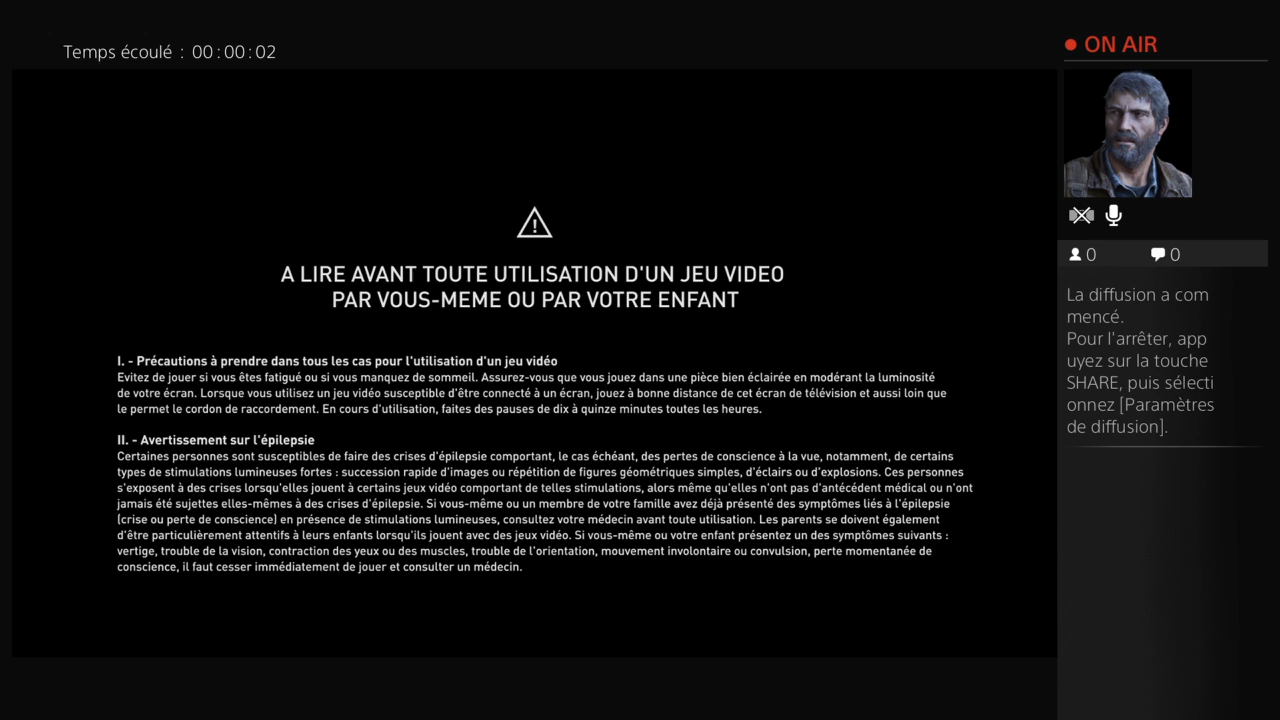 Temps écoulé : 00:00:02
ON AIR
A LIRE AVANT TOUTE UTILISATION D'UN JEU VIDEO
PAR VOUS-MEME OU PAR VOTRE ENFANT
I. - Précautions à prendre dans tous les cas pour l'utilisation d'un jeu vidéo
Evitez de jouer si vous êtes fatigué ou si vous manquez de sommeil. Assurez-vous que vous jouez dans une pièce bien éclairée en modérant la luminosité
de votre écran. Lorsque vous utilisez un jeu vidéo susceptible d'être connecté à un écran, jouez à bonne distance de cet écran de télévision et aussi loin que
le permet le cordon de raccordement. En cours d'utilisation, faites des pauses de dix à quinze minutes toutes les heures.
II. - Avertissement sur l'épilepsie
Certaines personnes sont susceptibles de faire des crises d'épilepsie comportant, le cas échéant, des pertes de conscience à la vue, notamment, de certains
types de stimulations lumineuses fortes : succession rapide d'images ou répétition de figures géométriques simples, d'éclairs ou d'explosions. Ces personnes
s'exposent à des crises lorsqu'elles jouent à certains jeux vidéo comportant de telles stimulations, alors même qu'elles n'ont pas d'antécédent médical ou n'ont
jamais été sujettes elles-mêmes à des crises d'épilepsie. Si vous-même ou un membre de votre famille avez déjà présenté des symptômes liés à l'épilepsie
(crise ou perte de conscience) en présence de stimulations lumineuses, consultez votre médecin avant toute utilisation. Les parents se doivent également
d'être particulièrement attentifs à leurs enfants lorsqu'ils jouent avec des jeux vidéo. Si vous-même ou votre enfant présentez un des symptômes suivants :
vertige, trouble de la vision, contraction des yeux ou des muscles, trouble de l'orientation, mouvement involontaire ou convulsion, perte momentanée de
conscience, il faut cesser immédiatement de jouer et consulter un médecin.
0 0
La diffusion a com
mencé.
Pour l'arrêter, app
uyez sur la touche
SHARE, puis sélecti
onnez [Paramètres
de diffusion].